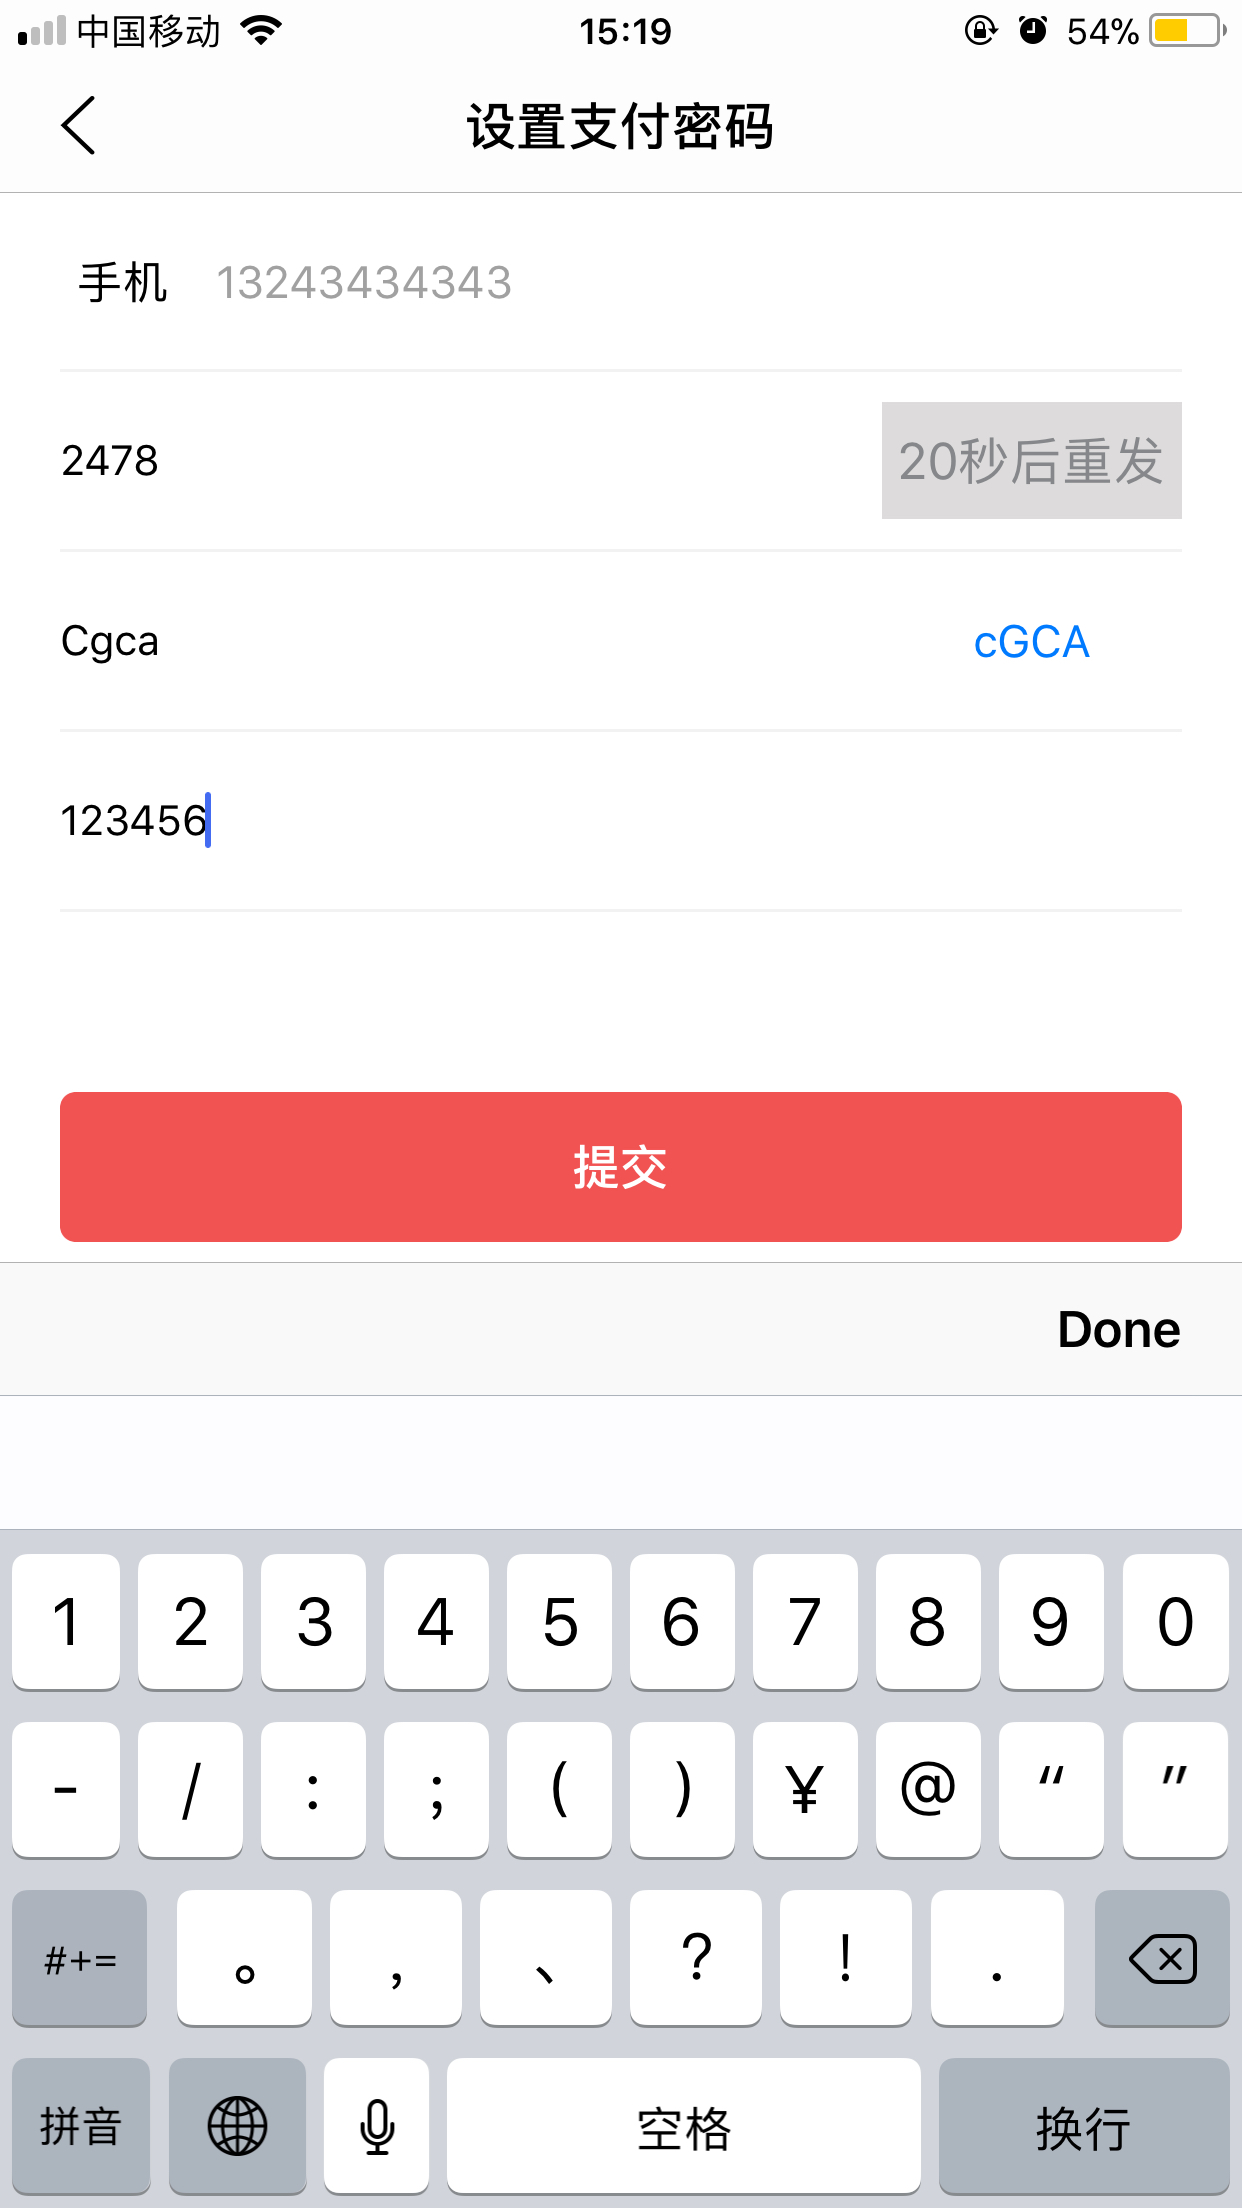 中国移动 15:19 54%
设置支付密码
手机 13243434343
2478 20秒后重发
Cgca cGCA
123456
提交
Done
1 2 3 4 5 6 7 8 9 0
- / : ; ( ) ¥ @ “ ”
#+= 。 , 、 ? ! .
拼音 空格 换行